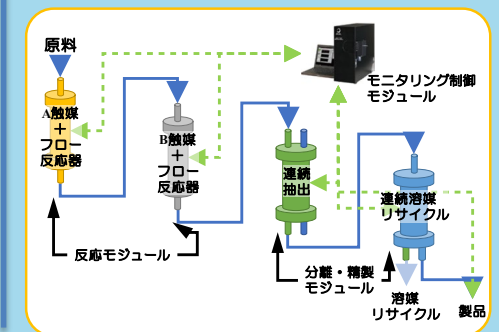 原料
モニタリング制御
モジュール
A触媒
＋
フロー
反応器
B触媒
＋
フロー
反応器
連続
抽出
連続溶媒
リサイクル
反応モジュール
分離・精製
モジュール
溶媒
リサイクル
製品